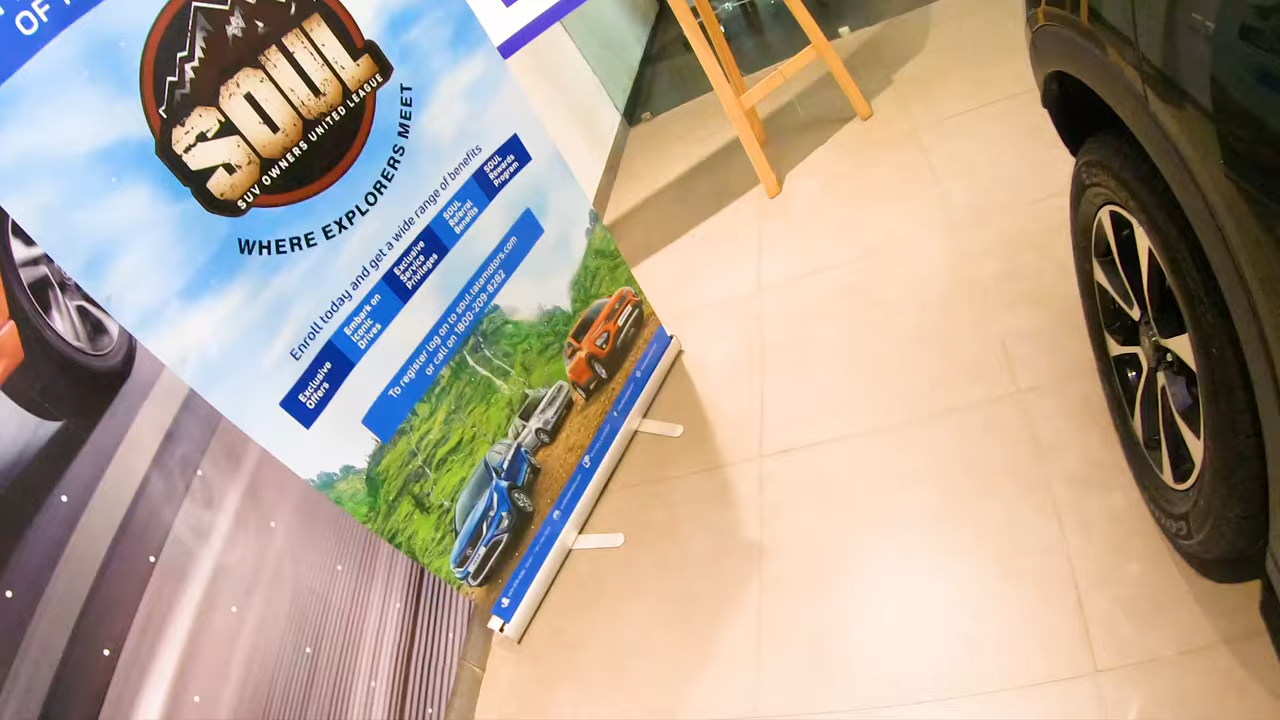 OF
SOUL
SUV OWNERS UNITED LEAGUE
WHERE EXPLORERS MEET
Enroll today and get a wide range of benefits
Exclusive
Offers
Embark on
Iconic
Drives
Exclusive
Service
Privileges
SOUL
Referral
Benefits
SOUL
Rewards
Program
To register log on to soul.tatamotors.com
or call on 1800-209-8282